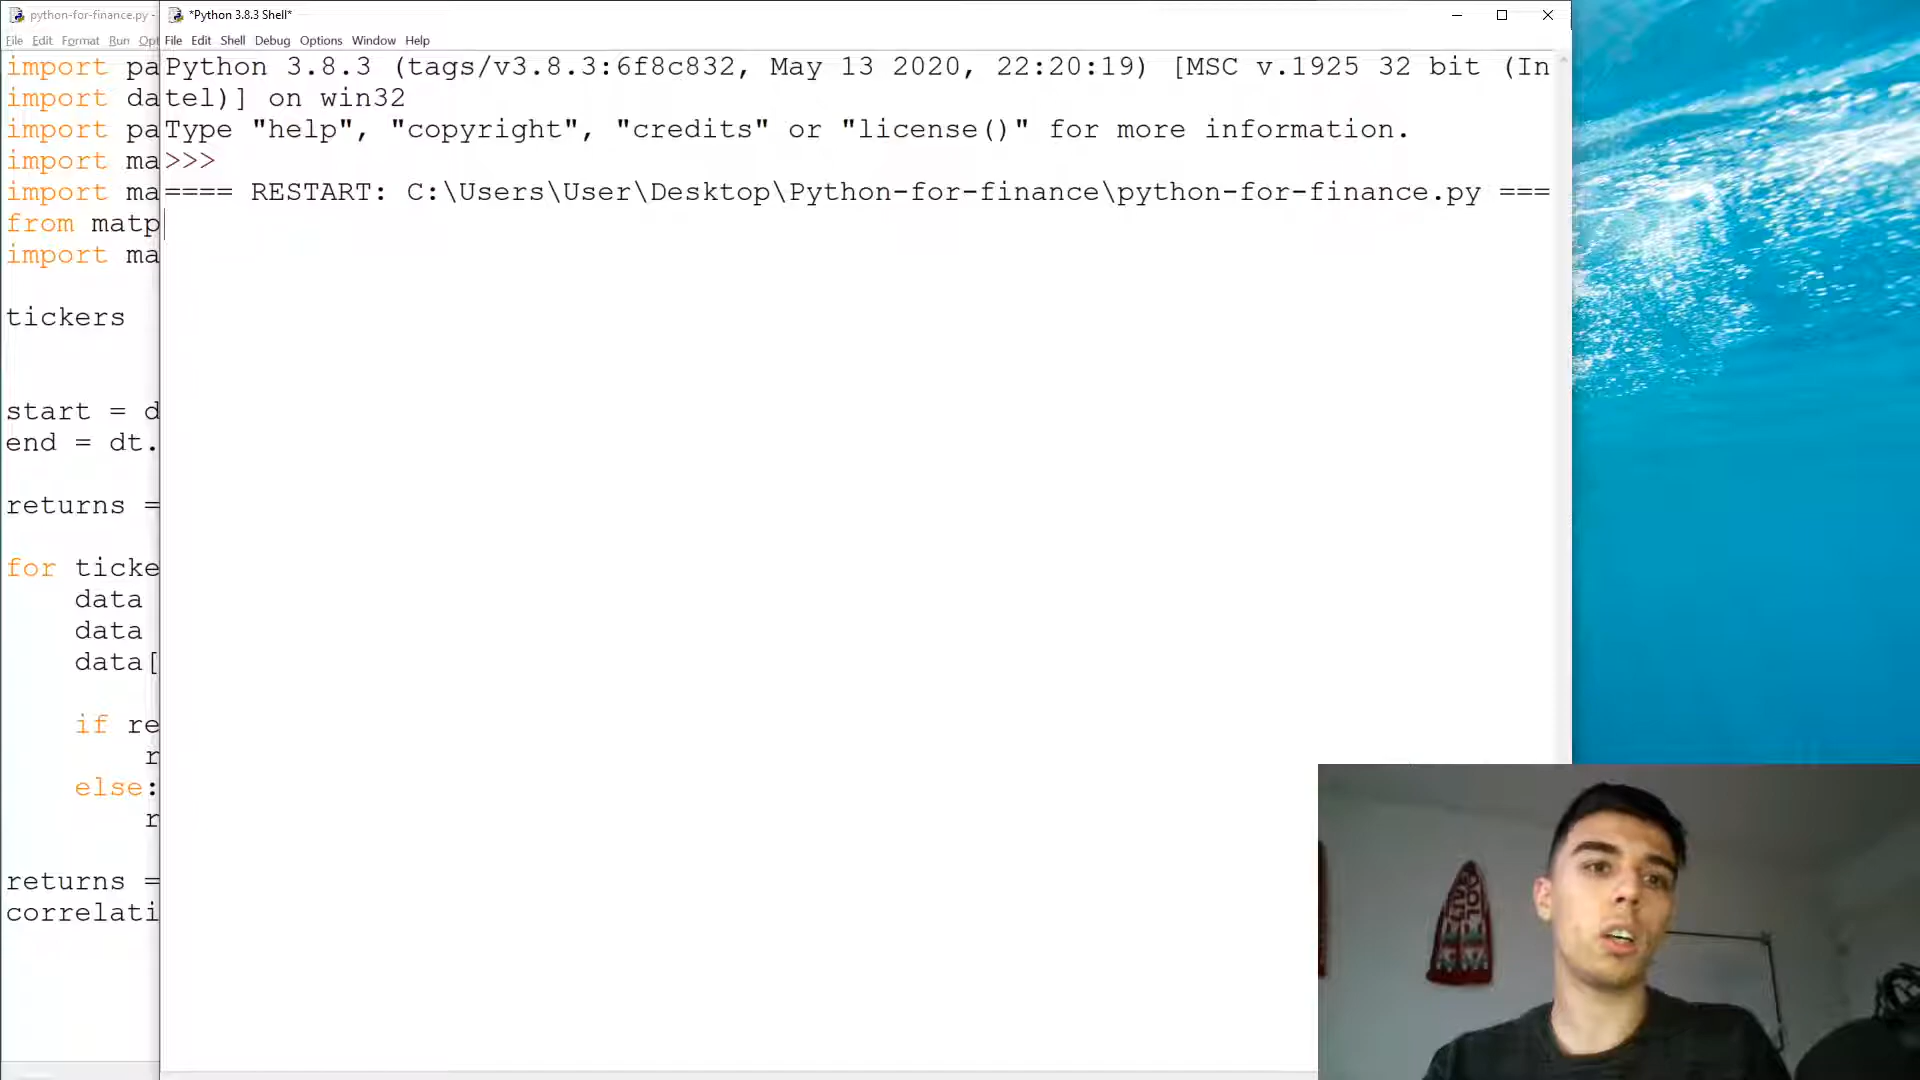 python-for-finance.py -
*Python 3.8.3 Shell*
File Edit Format Run Opt
File Edit Shell Debug Options Window Help
import pa
import da
import pa
import ma
import ma
from matp
import ma
tickers
start = d
end = dt.
returns =
for ticke
data
data
data[
if re
r
else:
r
returns =
correlati
Python 3.8.3 (tags/v3.8.3:6f8c832, May 13 2020, 22:20:19) [MSC v.1925 32 bit (In
tel)] on win32
Type "help", "copyright", "credits" or "license()" for more information.
>>>
==== RESTART: C:\Users\User\Desktop\Python-for-finance\python-for-finance.py ===